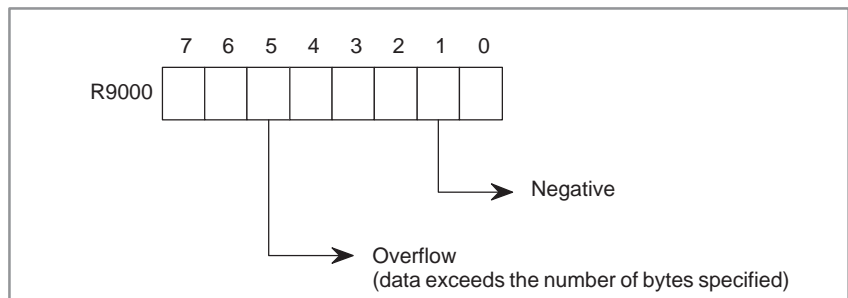 7 6 5 4 3 2 1 0
R9000
Negative
Overflow
(data exceeds the number of bytes specified)